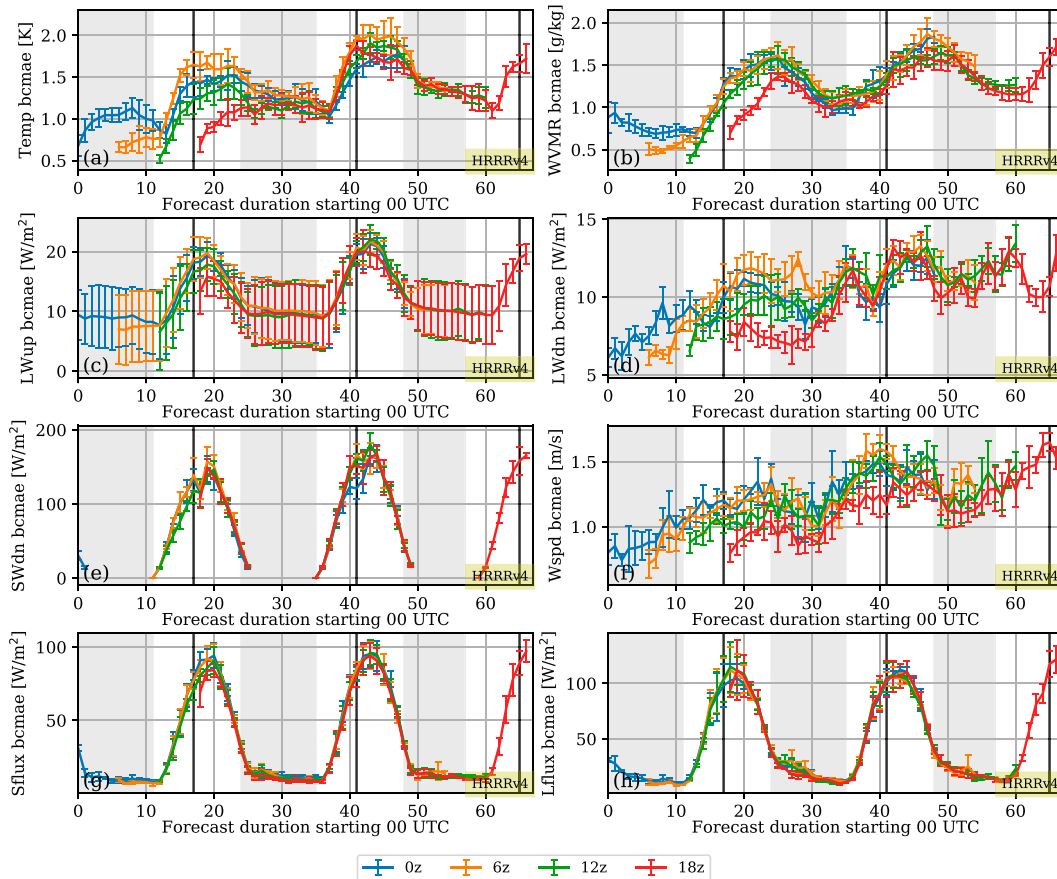 Temp bcmae [K]
2.0
1.5
1.0
0.5
(a)
HRRRv4
0 10 20 30 40 50 60
Forecast duration starting 00 UTC
WVMR bcmae [g/kg]
2.0
1.5
1.0
0.5
(b)
HRRRv4
0 10 20 30 40 50 60
Forecast duration starting 00 UTC
LWup bcmae [W/m²]
20
10
0
(c)
HRRRv4
0 10 20 30 40 50 60
Forecast duration starting 00 UTC
LWdn bcmae [W/m²]
15
10
5
(d)
HRRRv4
0 10 20 30 40 50 60
Forecast duration starting 00 UTC
SWdn bcmae [W/m²]
200
100
0
(e)
HRRRv4
0 10 20 30 40 50 60
Forecast duration starting 00 UTC
Wspd bcmae [m/s]
1.5
1.0
(f)
HRRRv4
0 10 20 30 40 50 60
Forecast duration starting 00 UTC
Sflux bcmae [W/m²]
100
50
(g)
HRRRv4
0 10 20 30 40 50 60
Forecast duration starting 00 UTC
Lflux bcmae [W/m²]
100
50
(h)
HRRRv4
0 10 20 30 40 50 60
Forecast duration starting 00 UTC
0z 6z 12z 18z